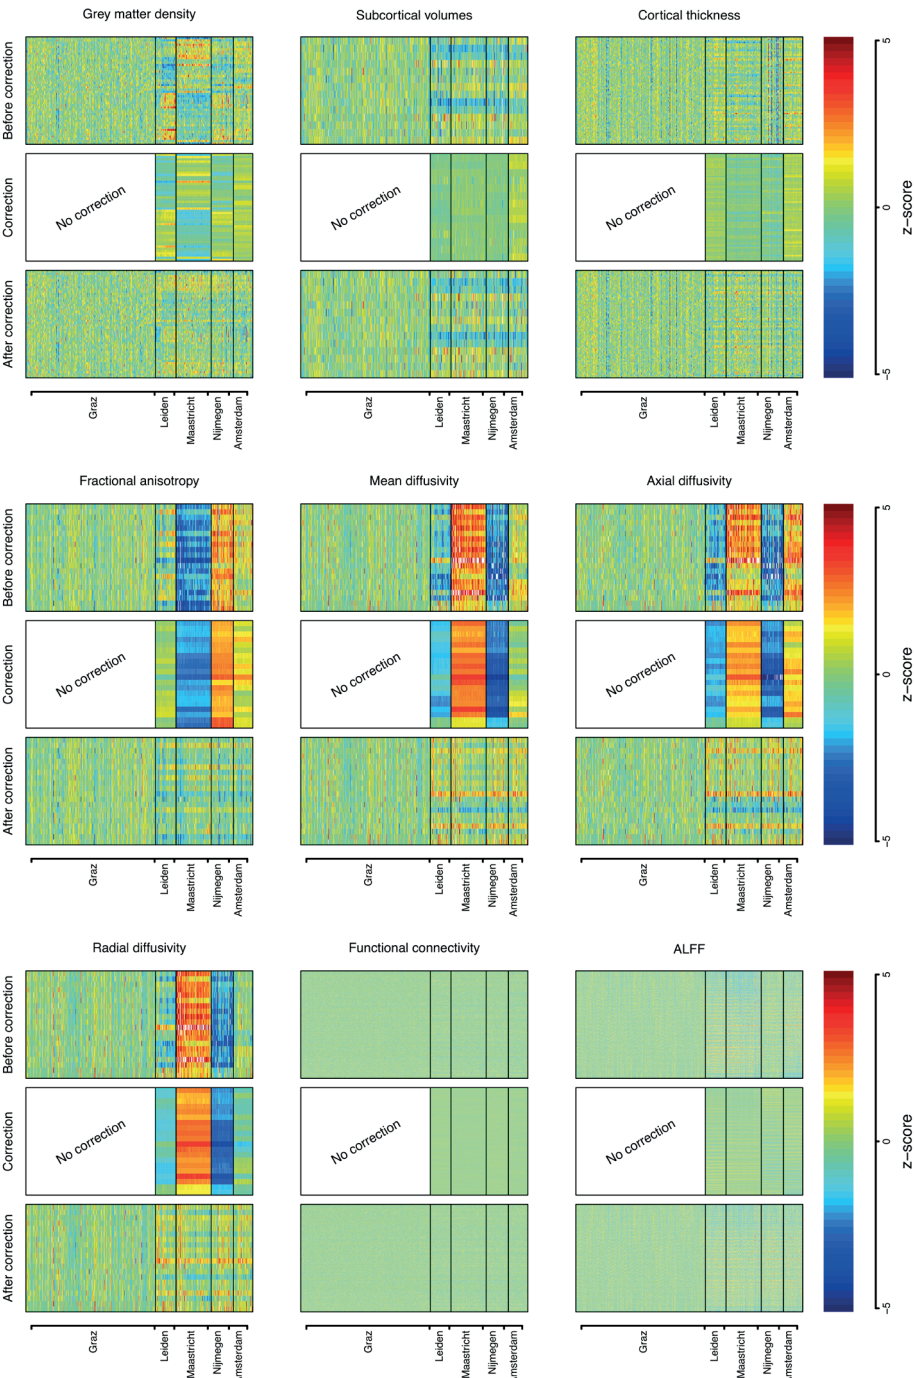 Grey matter density
Subcortical volumes
Cortical thickness
Before correction
Correction
No correction
No correction
No correction
After correction
5
0
−5
z−score
Graz
Leiden
Maastricht
Nijmegen
Amsterdam
Graz
Leiden
Maastricht
Nijmegen
Amsterdam
Graz
Leiden
Maastricht
Nijmegen
Amsterdam
Fractional anisotropy
Mean diffusivity
Axial diffusivity
Before correction
Correction
No correction
No correction
No correction
After correction
5
0
−5
z−score
Graz
Leiden
Maastricht
Nijmegen
Amsterdam
Graz
Leiden
Maastricht
Nijmegen
Amsterdam
Graz
Leiden
Maastricht
Nijmegen
Amsterdam
Radial diffusivity
Functional connectivity
ALFF
Before correction
Correction
No correction
No correction
No correction
After correction
5
0
−5
z−score
Graz
Leiden
Maastricht
Nijmegen
msterdam
Graz
Leiden
Maastricht
Nijmegen
msterdam
Graz
Leiden
Maastricht
Nijmegen
msterdam